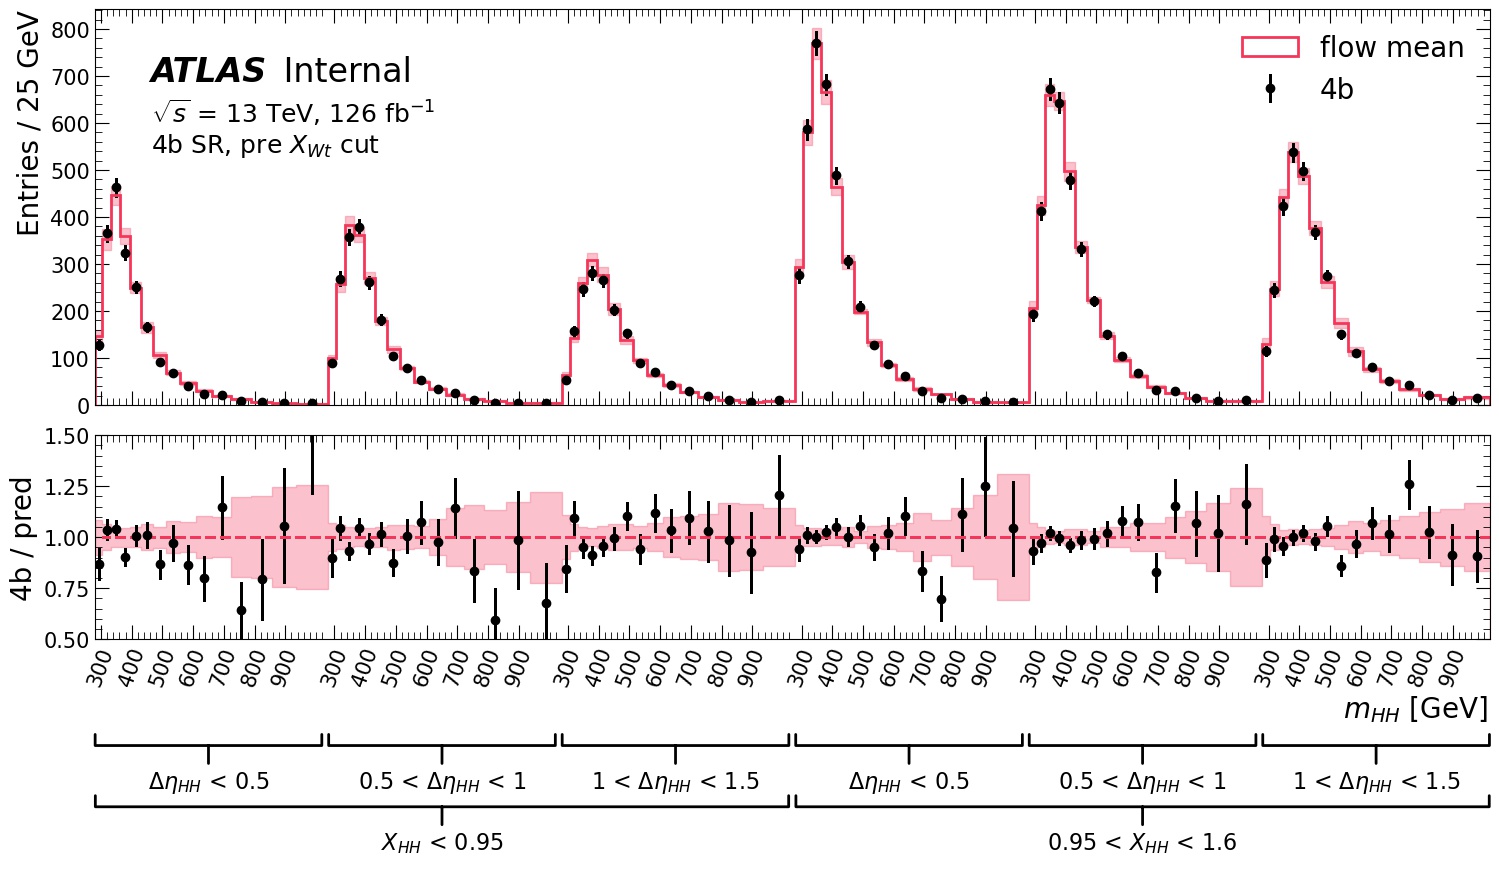 Entries / 25 GeV
800
700
600
500
400
300
200
100
0
ATLAS Internal
√s = 13 TeV, 126 fb⁻¹
4b SR, pre X_Wt cut
flow mean
4b
4b / pred
1.50
1.25
1.00
0.75
0.50
300 400 500 600 700 800 900 300 400 500 600 700 800 900 300 400 500 600 700 800 900 300 400 500 600 700 800 900 300 400 500 600 700 800 900 300 400 500 600 700 800 900
m_HH [GeV]
Δη_HH < 0.5 0.5 < Δη_HH < 1 1 < Δη_HH < 1.5 Δη_HH < 0.5 0.5 < Δη_HH < 1 1 < Δη_HH < 1.5
X_HH < 0.95 0.95 < X_HH < 1.6